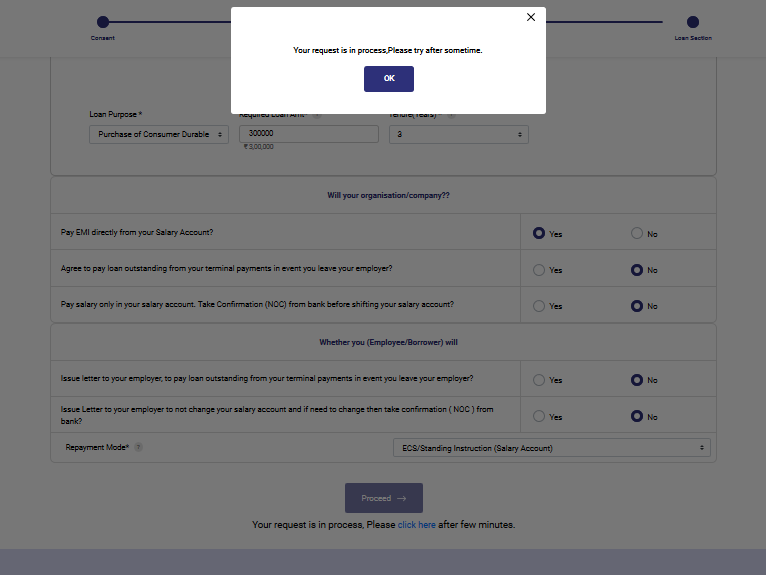 Consent
Loan Section
Your request is in process,Please try after sometime.
OK
Loan Purpose *
Required Loan Amt*
Tenure(Years) *
Purchase of Consumer Durable
300000
3
₹ 3,00,000
Will your organisation/company??
Pay EMI directly from your Salary Account?
Yes
No
Agree to pay loan outstanding from your terminal payments in event you leave your employer?
Yes
No
Pay salary only in your salary account. Take Confirmation (NOC) from bank before shifting your salary account?
Yes
No
Whether you (Employee/Borrower) will
Issue letter to your employer, to pay loan outstanding from your terminal payments in event you leave your employer?
Yes
No
Issue Letter to your employer to not change your salary account and if need to change then take confirmation ( NOC ) from
bank?
Yes
No
Repayment Mode* ?
ECS/Standing Instruction (Salary Account)
Proceed →
Your request is in process, Please click here after few minutes.